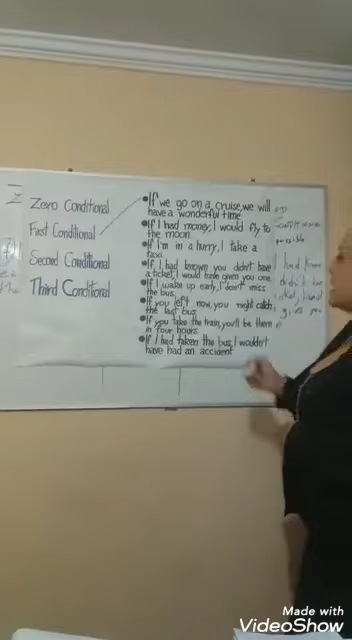 Zero Conditional
First Conditional
Second Conditional
Third Conditional
If we go on a cruise, we will
have a wonderful time
If I had money, I would fly to
the moon
If I'm in a hurry, I take a
taxi
If I had known you didn't have
a ticket, I would have given you one
If I wake up early, I don't miss
the bus
If you left now, you might catch
the last bus
If you take the train, you'll be there
in four hours
If I had taken the bus, I wouldn't
have had an accident
possible
I had
didn't
Made with
VideoShow